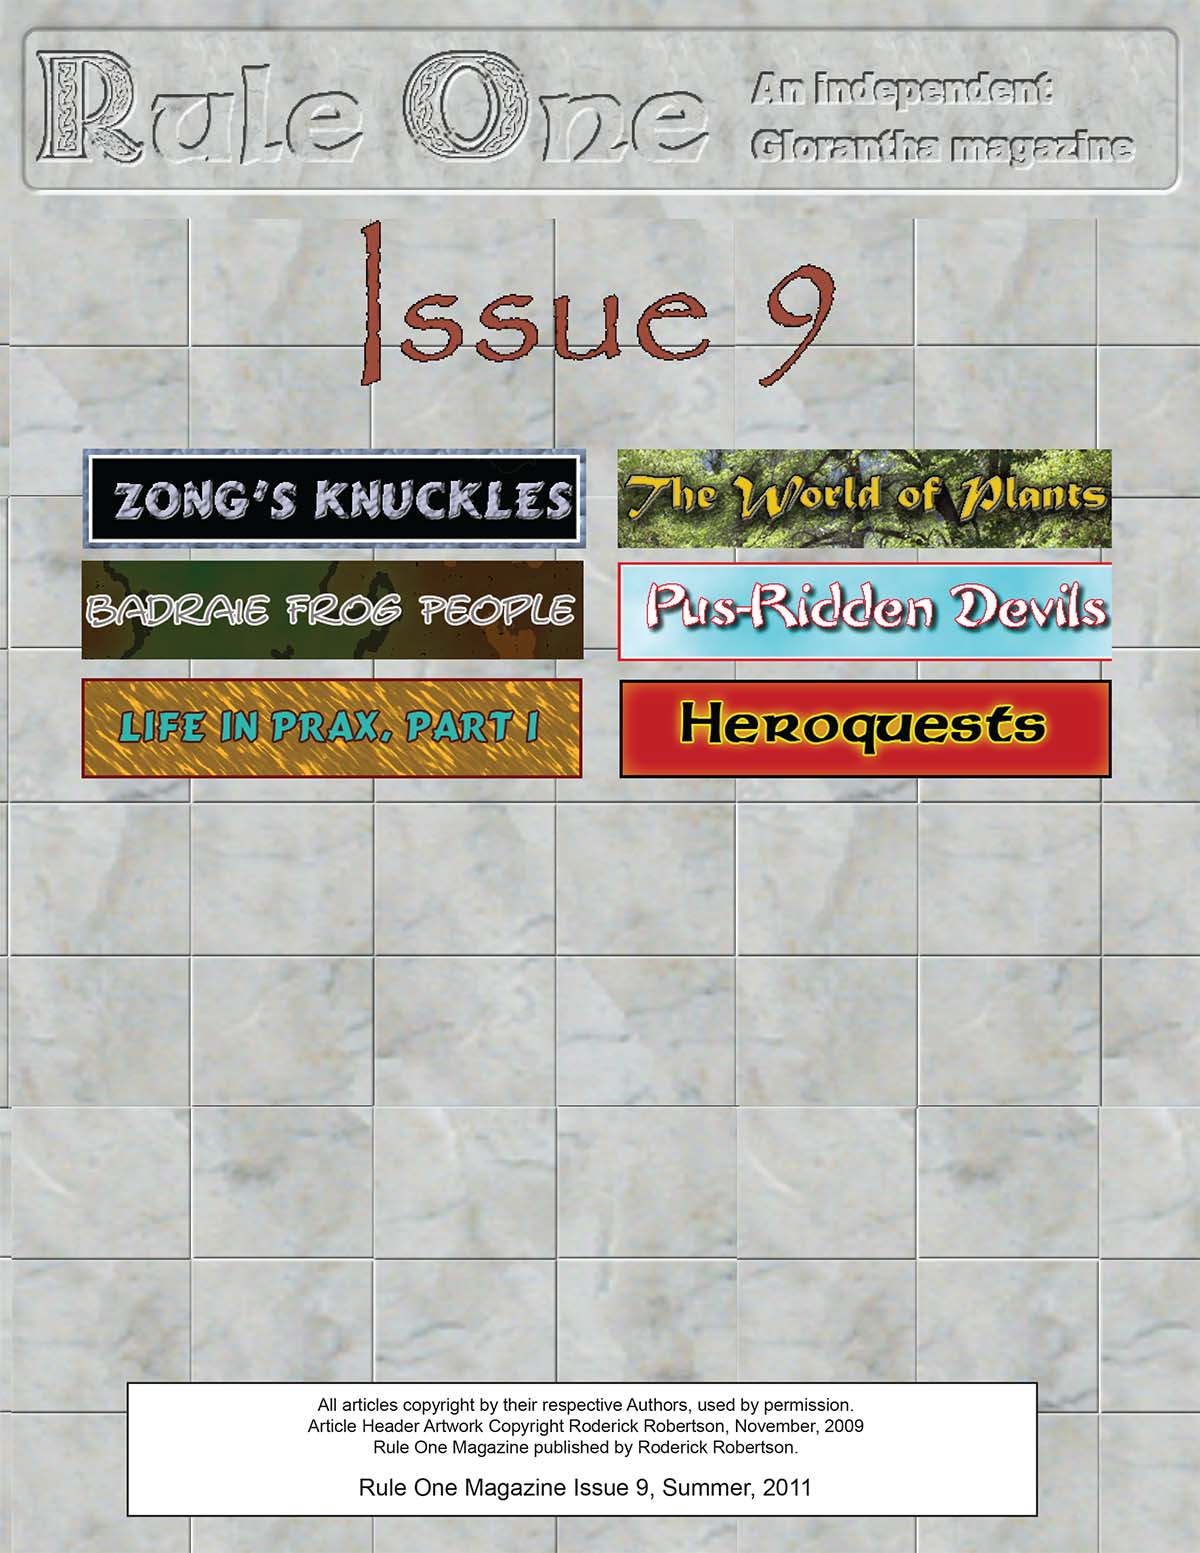 Rule One
An independent
Glorantha magazine
Issue 9
ZONG'S KNUCKLES
The World of Plants
BADRAIE FROG PEOPLE
Pus-Ridden Devils
LIFE IN PRAX, PART I
Heroquests
All articles copyright by their respective Authors, used by permission.
Article Header Artwork Copyright Roderick Robertson, November, 2009
Rule One Magazine published by Roderick Robertson.
Rule One Magazine Issue 9, Summer, 2011